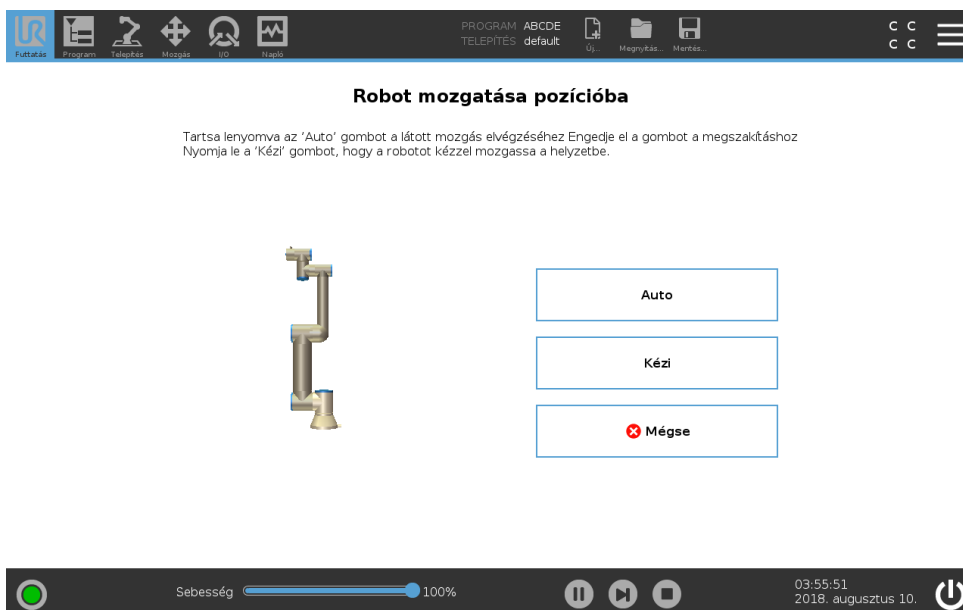 UR
Futtatás Program Telepítés Mozgás I/O Napló
PROGRAM ABCDE
TELEPÍTÉS default
Új... Megnyitás... Mentés...
C C
C C
Robot mozgatása pozícióba
Tartsa lenyomva az 'Auto' gombot a látott mozgás elvégzéséhez Engedje el a gombot a megszakításhoz
Nyomja le a 'Kézi' gombot, hogy a robotot kézzel mozgassa a helyzetbe.
Auto
Kézi
Mégse
Sebesség 100%
03:55:51
2018. augusztus 10.